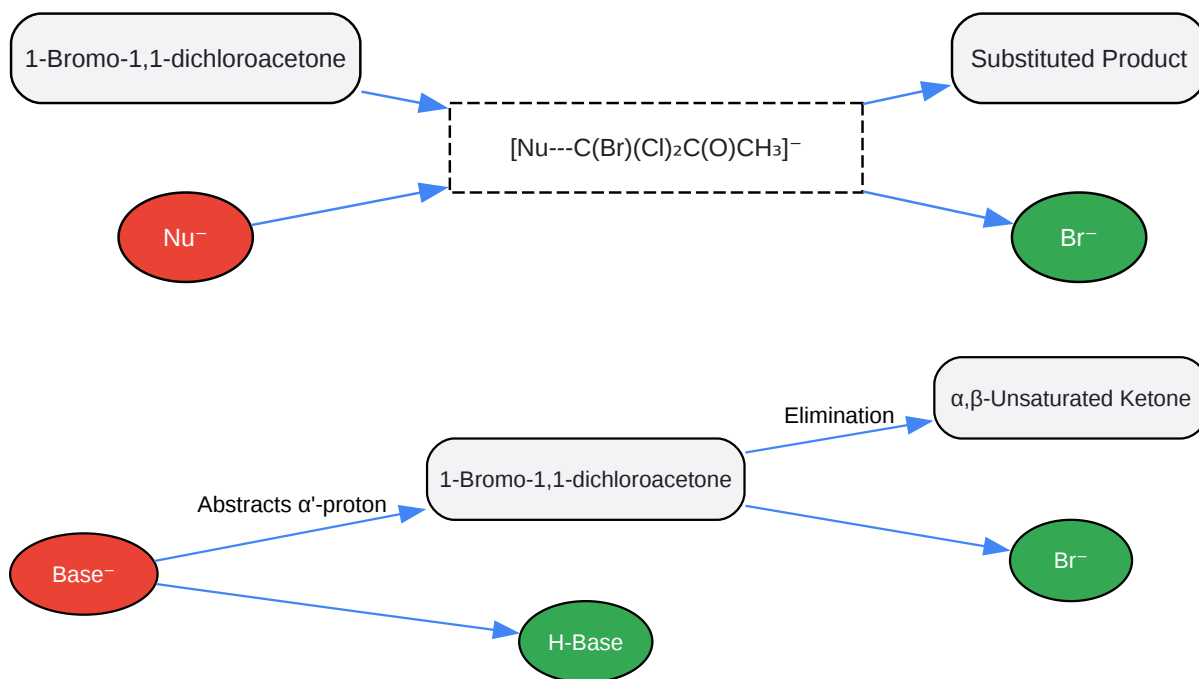 1-Bromo-1,1-dichloroacetone
Substituted Product
[Nu---C(Br)(Cl)₂C(O)CH₃]⁻
Nu⁻
Br⁻
α,β-Unsaturated Ketone
Elimination
1-Bromo-1,1-dichloroacetone
Abstracts α'-proton
Base⁻
Br⁻
H-Base